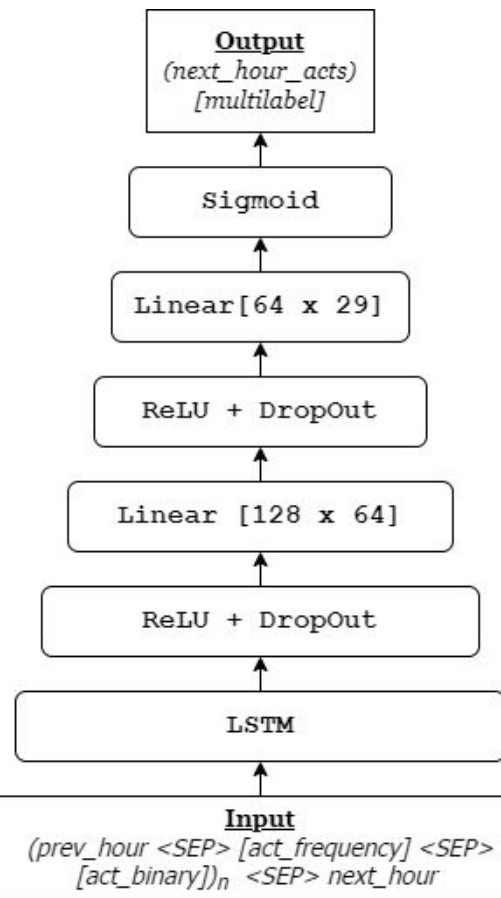 Output
(next_hour_acts)
[multilabel]
Sigmoid
Linear[64 x 29]
ReLU + DropOut
Linear [128 x 64]
ReLU + DropOut
LSTM
Input
(prev_hour <SEP> [act_frequency] <SEP>
[act_binary])n <SEP> next_hour